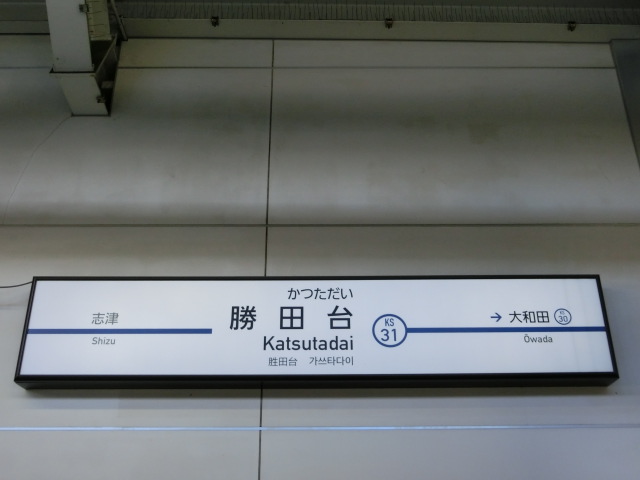 志津
Shizu
かつただい
勝田台
Katsutadai
胜田台 가쓰타다이
KS
31
→ 大和田 KS 30
Ōwada